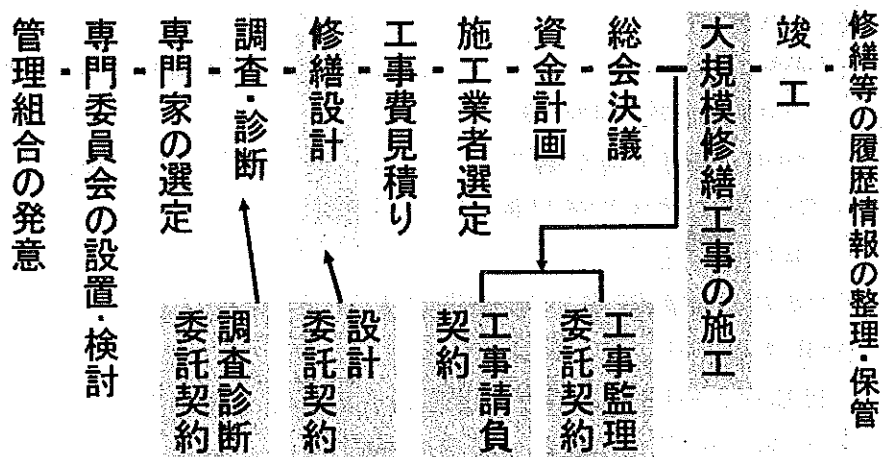 管理組合の発意
専門委員会の設置・検討
専門家の選定
調査・診断
修繕設計
工事費見積り
施工業者選定
資金計画
総会決議
大規模修繕工事の施工
竣工
修繕等の履歴情報の整理・保管
調査診断
委託契約
設計
委託契約
工事請負
契約
工事監理
委託契約